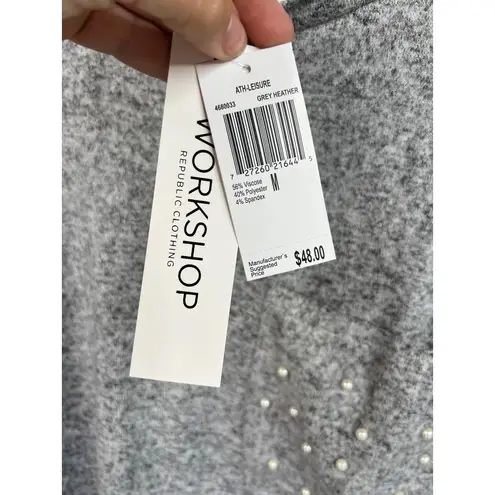 ATH-LEISURE
4680633 GREY HEATHER
7 27260 21644 5
56% Viscose
40% Polyester
4% Spandex
M
Manufacturer's
Suggested
Price
$48.00
WORKSHOP
REPUBLIC CLOTHING